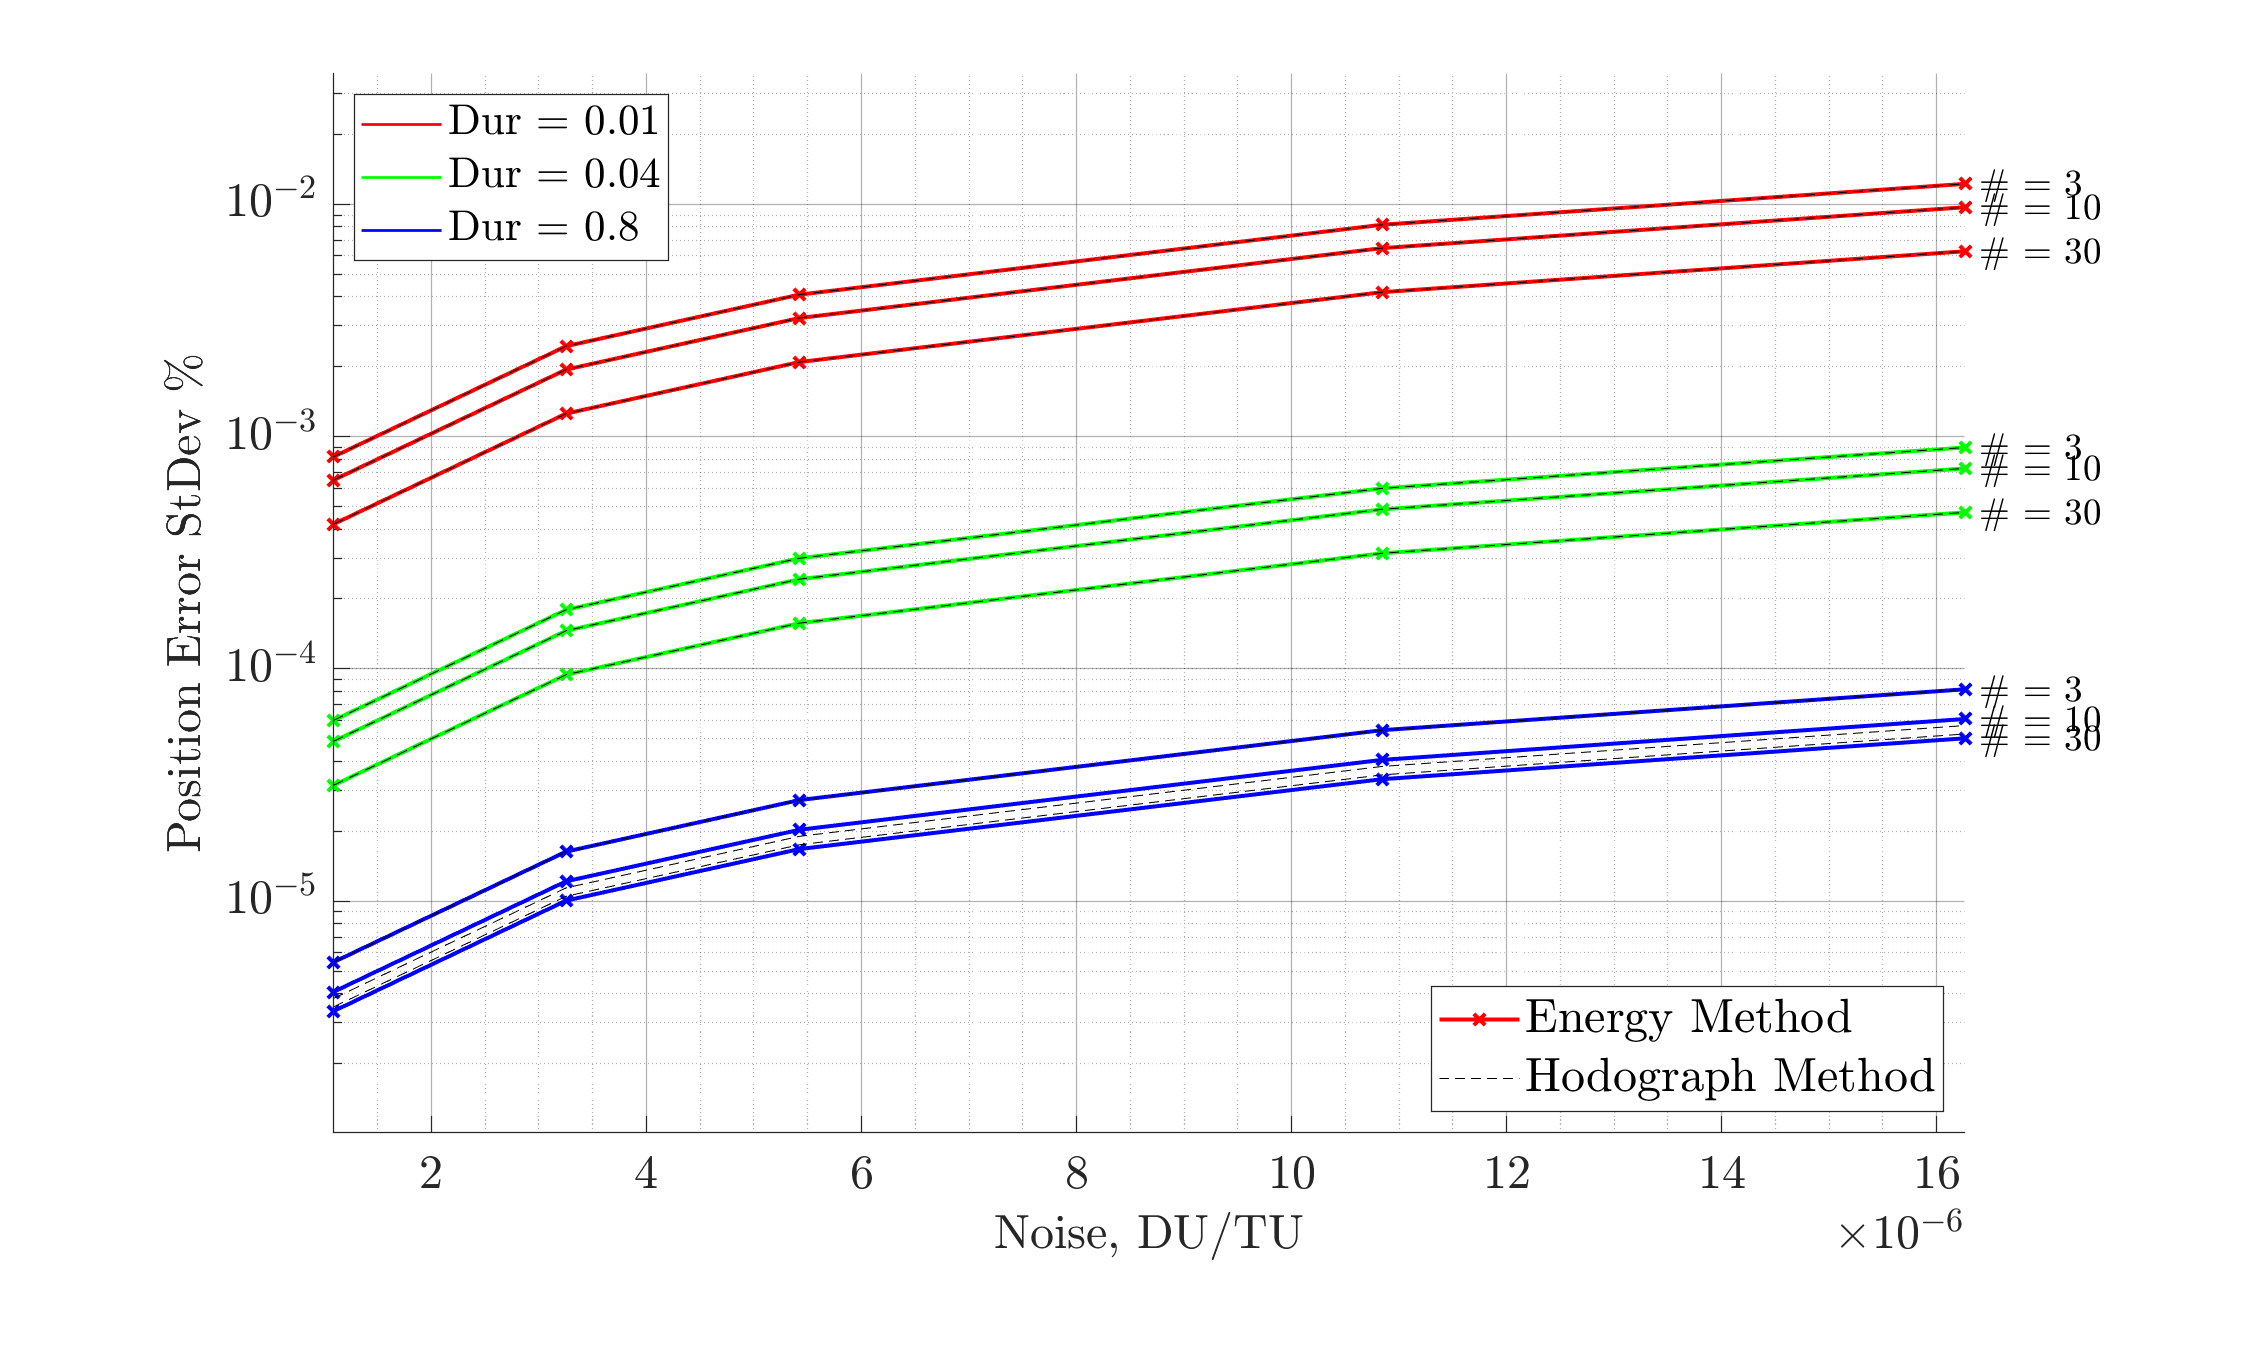 Dur = 0.01
Dur = 0.04
Dur = 0.8
10⁻²
10⁻³
10⁻⁴
10⁻⁵
Position Error StDev %
# = 3
# = 10
# = 30
# = 3
# = 10
# = 30
# = 3
# = 10
# = 30
Energy Method
Hodograph Method
2 4 6 8 10 12 14 16
Noise, DU/TU
×10⁻⁶